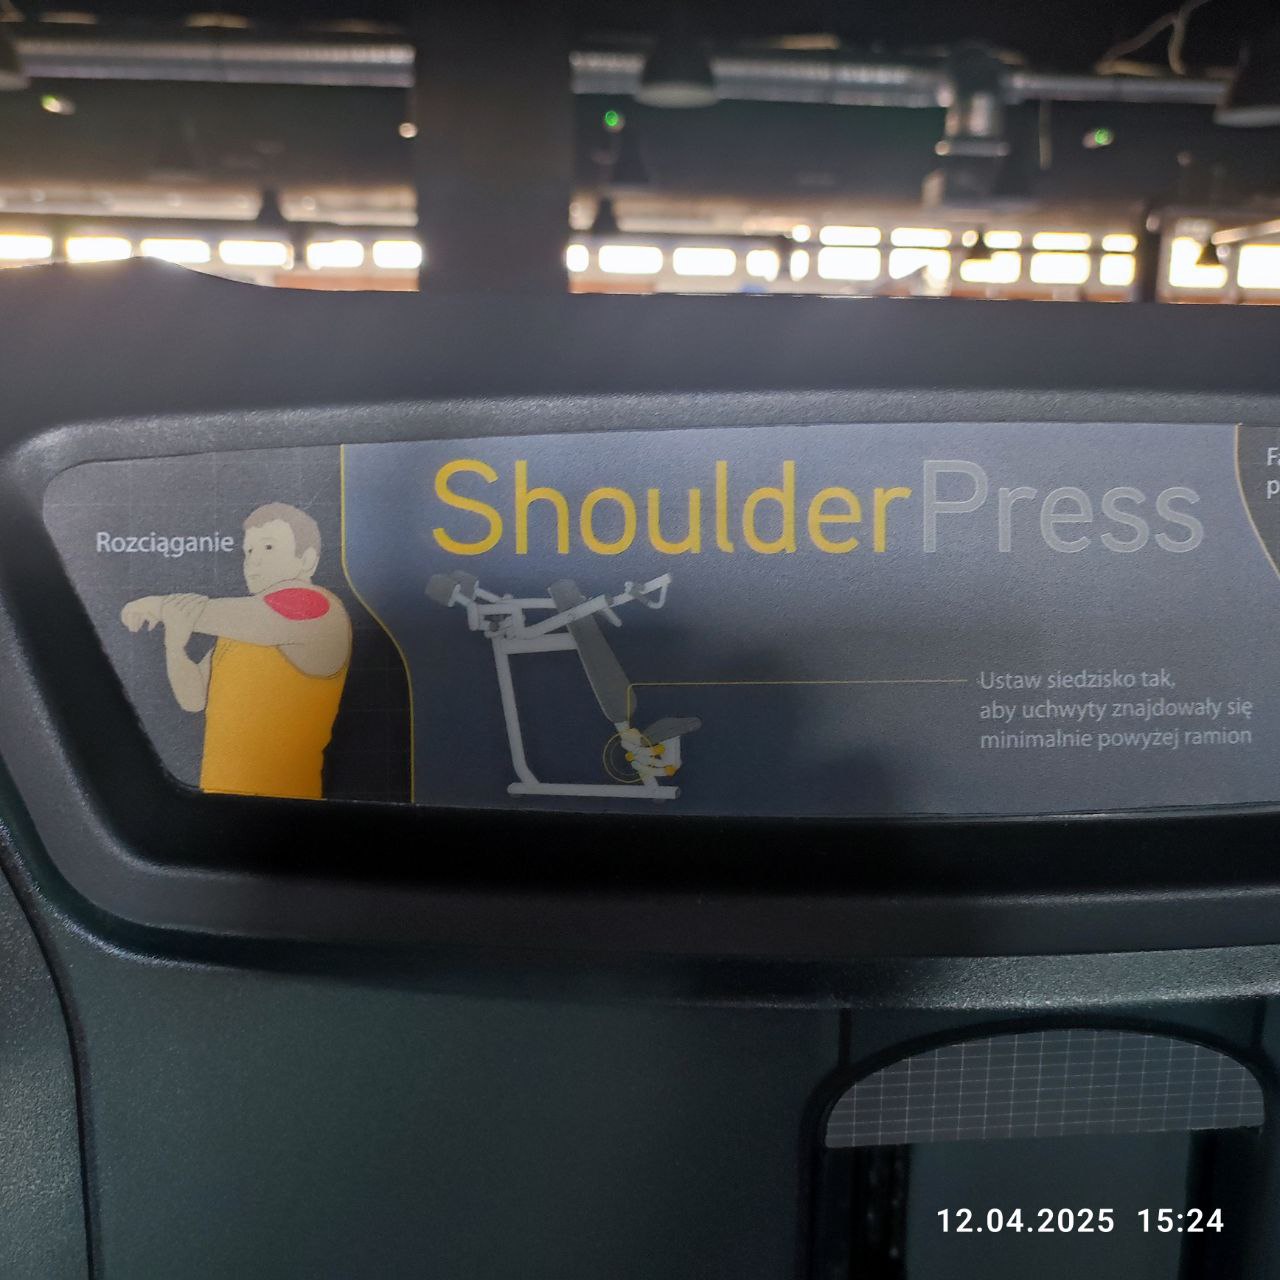 Rozciąganie
ShoulderPress
Ustaw siedzisko tak,
aby uchwyty znajdowały się
minimalnie powyżej ramion
12.04.2025 15:24